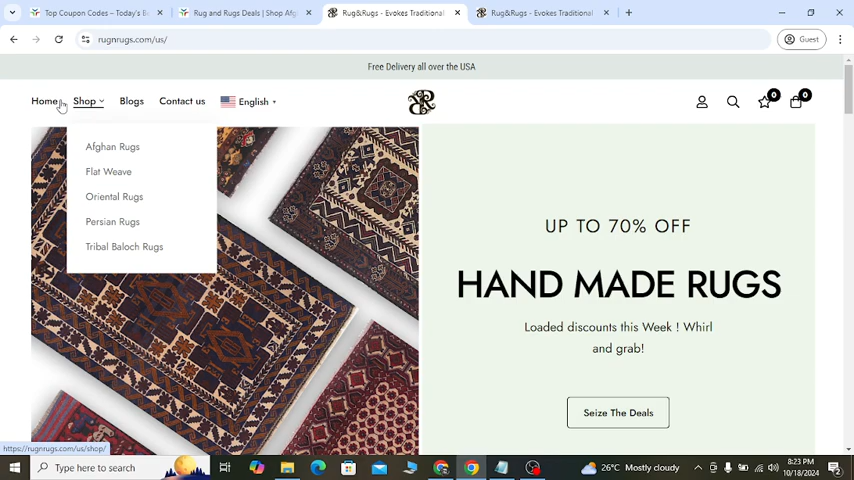 Top Coupon Codes – Today's Be
Rug and Rugs Deals | Shop Afg
Rug&Rugs - Evokes Traditional
Rug&Rugs - Evokes Traditional
rugnrugs.com/us/
Guest
Free Delivery all over the USA
Home
Shop
Blogs
Contact us
English
0
0
Afghan Rugs
Flat Weave
Oriental Rugs
Persian Rugs
Tribal Baloch Rugs
UP TO 70% OFF
HAND MADE RUGS
Loaded discounts this Week ! Whirl
and grab!
Seize The Deals
https://rugnrugs.com/us/shop/
Type here to search
26°C Mostly cloudy
8:23 PM
10/18/2024
2